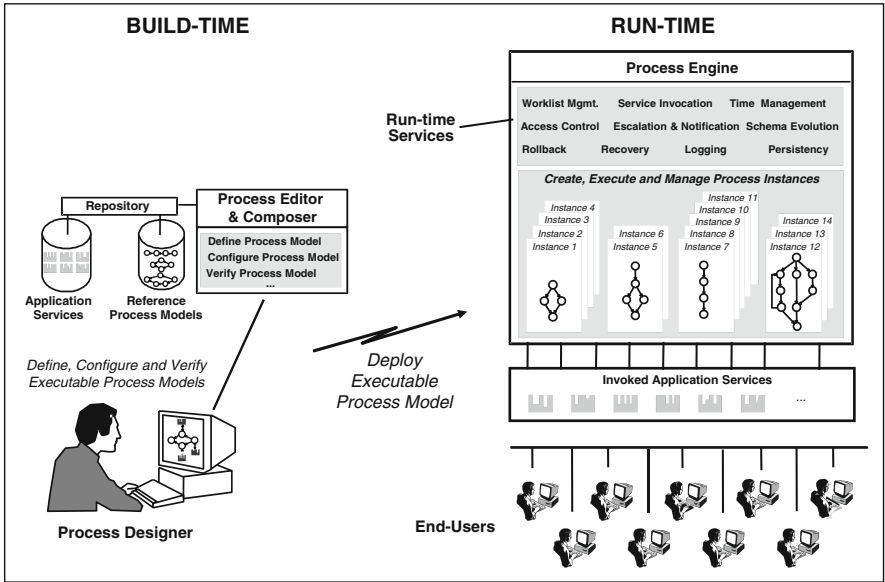 BUILD-TIME
RUN-TIME
Process Engine
Worklist Mgmt. Service Invocation Time Management
Access Control Escalation & Notification Schema Evolution
Rollback Recovery Logging Persistency
Run-time
Services
Create, Execute and Manage Process Instances
Instance 4
Instance 3
Instance 2
Instance 1
Instance 6
Instance 5
Instance 11
Instance 10
Instance 9
Instance 8
Instance 7
Instance 14
Instance 13
Instance 12
Repository
Process Editor
& Composer
Define Process Model
Configure Process Model
Verify Process Model
...
Application
Services
Reference
Process Models
Define, Configure and Verify
Executable Process Models
Deploy
Executable
Process Model
Invoked Application Services
...
Process Designer
End-Users